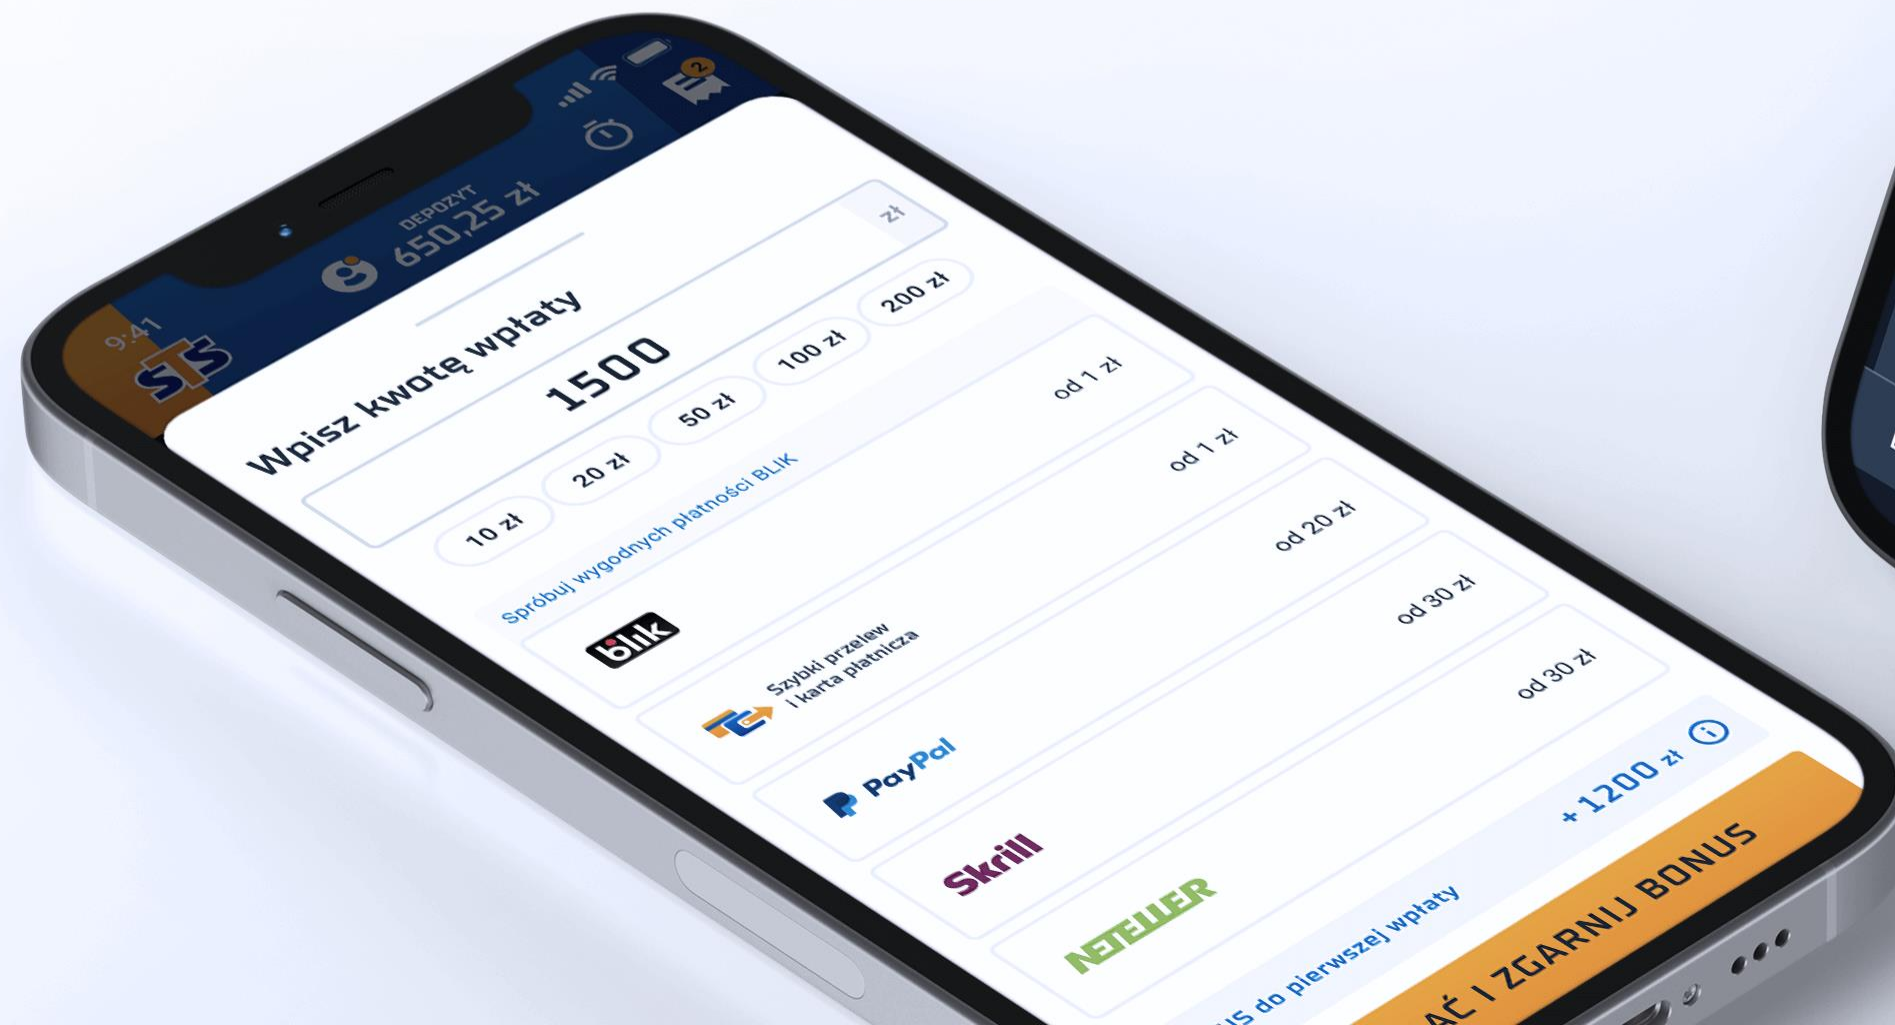 9:41
STS
DEPOZYT
650,25 zł
2
Wpisz kwotę wpłaty
1500
zł
10 zł
20 zł
50 zł
100 zł
200 zł
Spróbuj wygodnych płatności BLIK
blik
od 1 zł
Szybki przelew
i karta płatnicza
od 1 zł
PayPal
od 20 zł
Skrill
od 30 zł
NETELLER
od 30 zł
do pierwszej wpłaty
+1200 zł
I ZGARNIJ BONUS